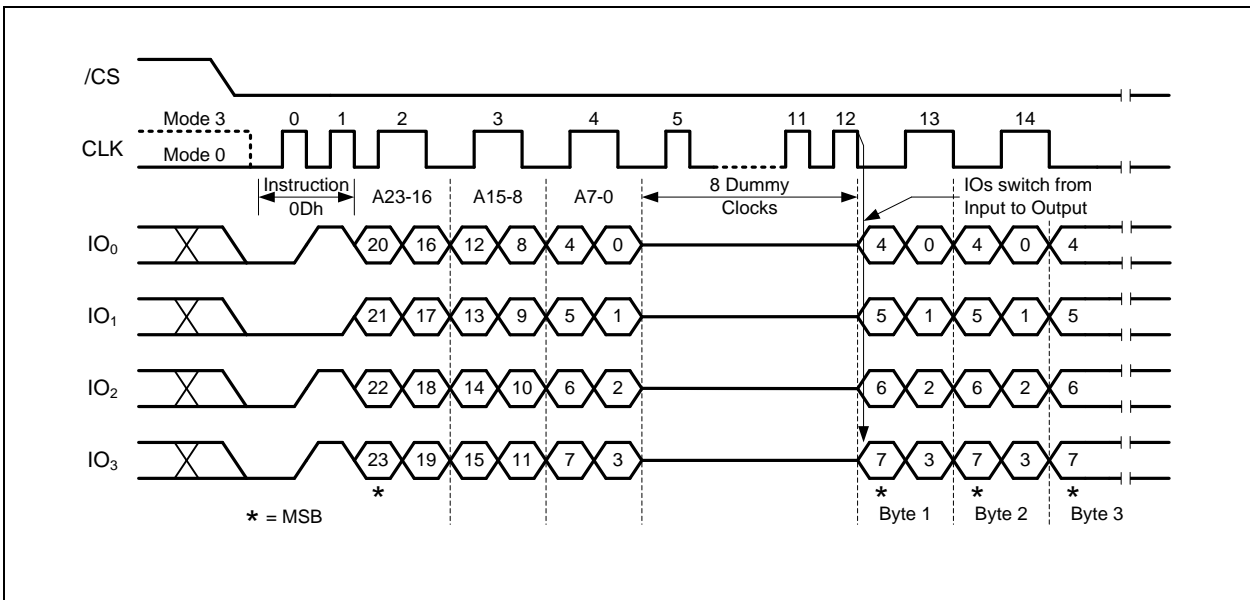 /CS
Mode 3 0 1 2 3 4 5 11 12 13 14
CLK
Mode 0
Instruction
0Dh
A23-16 A15-8 A7-0
8 Dummy
Clocks
IOs switch from
Input to Output
IO₀ 20 16 12 8 4 0 4 0 4 0 4
IO₁ 21 17 13 9 5 1 5 1 5 1 5
IO₂ 22 18 14 10 6 2 6 2 6 2 6
IO₃ 23 19 15 11 7 3 7 3 7 3 7
* * * *
* = MSB
Byte 1 Byte 2 Byte 3